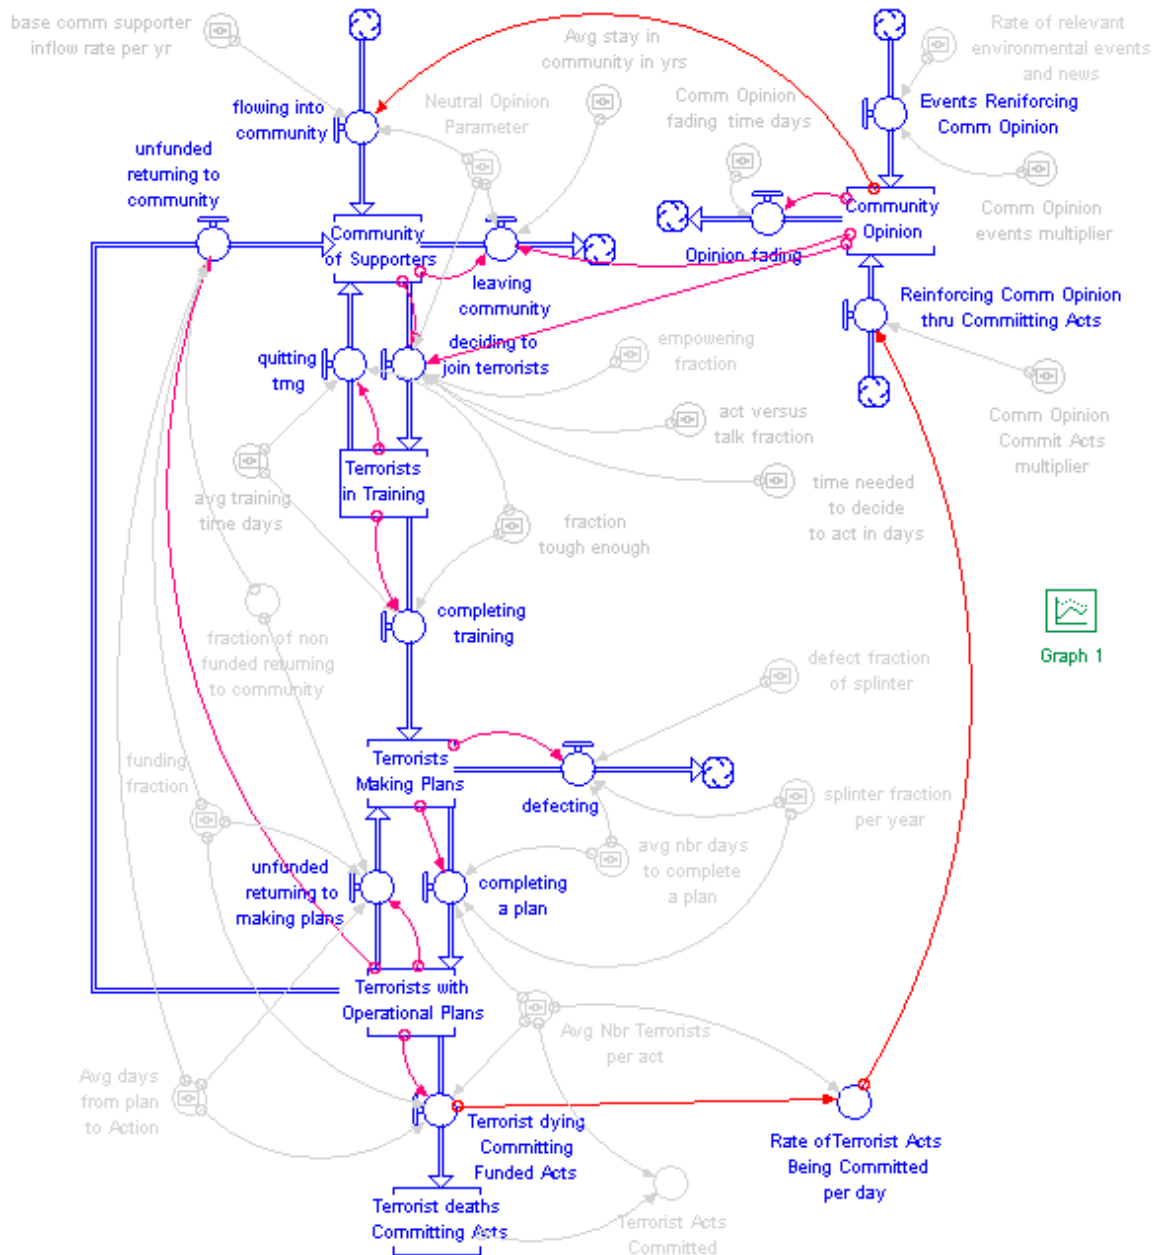 base comm supporter
inflow rate per yr
Avg stay in
community in yrs
Rate of relevant
environmental events
and news
flowing into
community
Neutral Opinion
Parameter
Comm Opinion
fading time days
Events Reniforcing
Comm Opinion
unfunded
returning to
community
Community
of Supporters
leaving
community
Opinion fading
Community
Opinion
Comm Opinion
events multiplier
Reinforcing Comm Opinion
thru Committing Acts
quitting
trng
deciding to
join terrorists
empowering
fraction
act versus
talk fraction
Comm Opinion
Commit Acts
multiplier
Terrorists
in Training
avg training
time days
time needed
to decide
to act in days
fraction
tough enough
completing
training
fraction of non
funded returning
to community
Graph 1
defect fraction
of splinter
funding
fraction
Terrorists
Making Plans
defecting
splinter fraction
per year
unfunded
returning to
making plans
completing
a plan
avg nbr days
to complete
a plan
Terrorists with
Operational Plans
Avg Nbr Terrorists
per act
Avg days
from plan
to Action
Terrorist dying
Committing
Funded Acts
Rate of Terrorist Acts
Being Committed
per day
Terrorist deaths
Committing Acts
Terrorist Acts
Committed